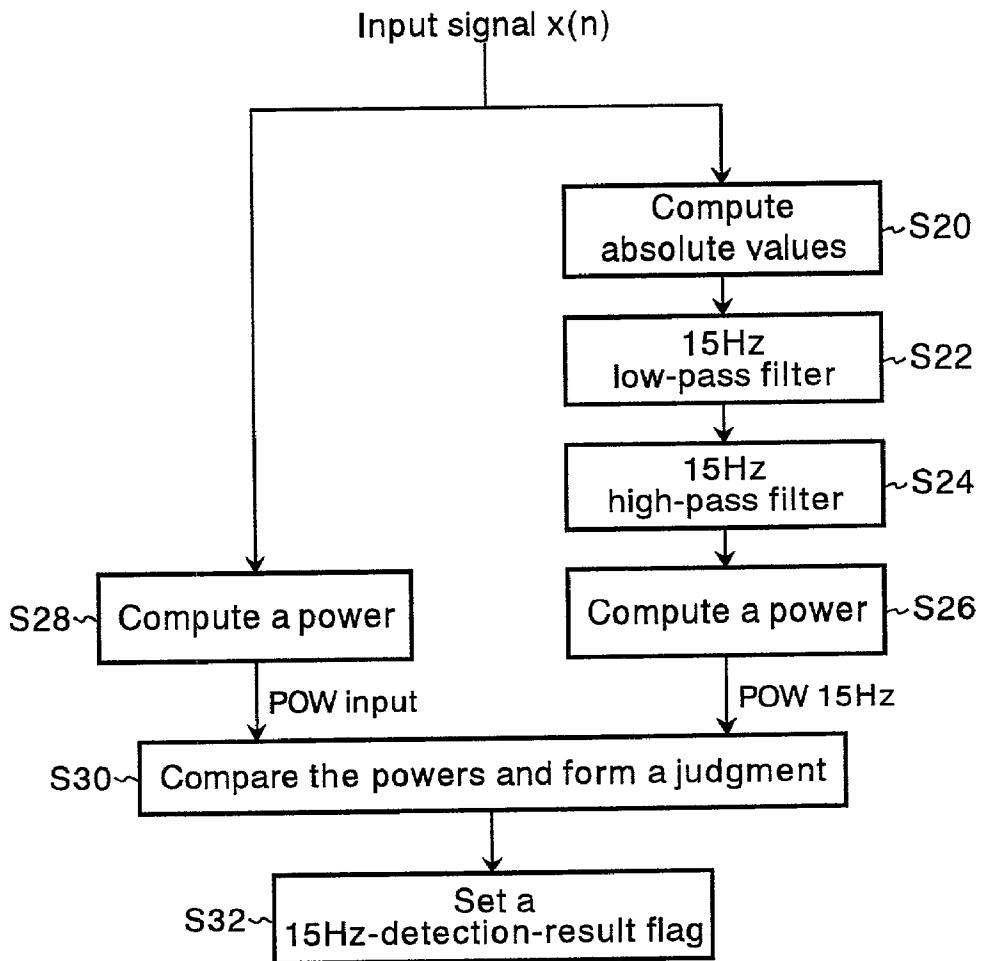 Input signal x(n)
Compute
absolute values
S20
15Hz
low-pass filter
S22
15Hz
high-pass filter
S24
Compute a power
S26
S28
Compute a power
POW input
POW 15Hz
S30
Compare the powers and form a judgment
S32
Set a
15Hz-detection-result flag